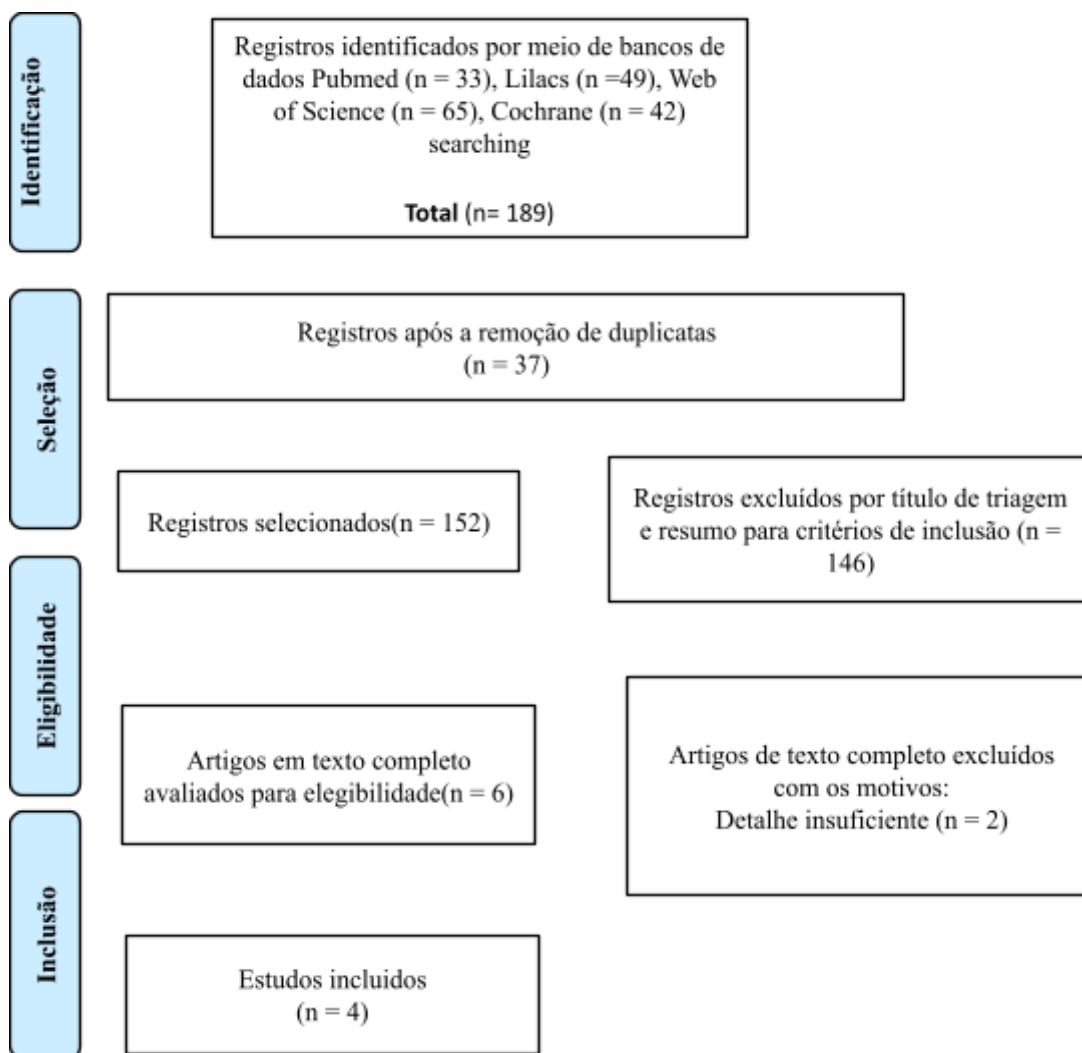 Identificação
Registros identificados por meio de bancos de
dados Pubmed (n = 33), Lilacs (n =49), Web
of Science (n = 65), Cochrane (n = 42)
searching
Total (n= 189)
Seleção
Registros após a remoção de duplicatas
(n = 37)
Registros selecionados(n = 152)
Registros excluídos por título de triagem
e resumo para critérios de inclusão (n =
146)
Eligibilidade
Artigos em texto completo
avaliados para elegibilidade(n = 6)
Artigos de texto completo excluídos
com os motivos:
Detalhe insuficiente (n = 2)
Inclusão
Estudos incluidos
(n = 4)